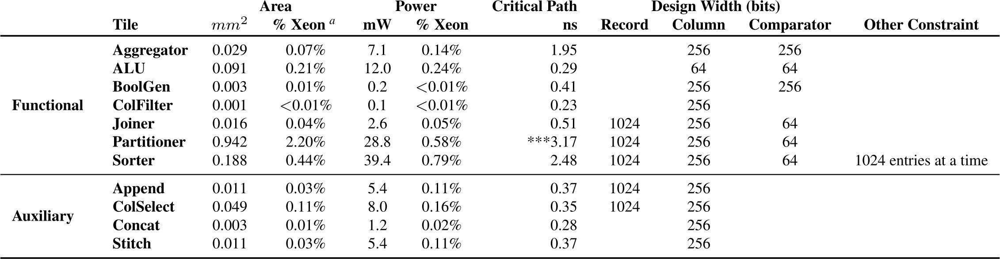 Area Power Critical Path Design Width (bits)
Tile mm² % Xeon ᵃ mW % Xeon ns Record Column Comparator Other Constraint
Aggregator 0.029 0.07% 7.1 0.14% 1.95 256 256
ALU 0.091 0.21% 12.0 0.24% 0.29 64 64
BoolGen 0.003 0.01% 0.2 <0.01% 0.41 256 256
Functional ColFilter 0.001 <0.01% 0.1 <0.01% 0.23 256
Joiner 0.016 0.04% 2.6 0.05% 0.51 1024 256 64
Partitioner 0.942 2.20% 28.8 0.58% ***3.17 1024 256 64
Sorter 0.188 0.44% 39.4 0.79% 2.48 1024 256 64 1024 entries at a time
Append 0.011 0.03% 5.4 0.11% 0.37 1024 256
ColSelect 0.049 0.11% 8.0 0.16% 0.35 1024 256
Auxiliary
Concat 0.003 0.01% 1.2 0.02% 0.28 256
Stitch 0.011 0.03% 5.4 0.11% 0.37 256